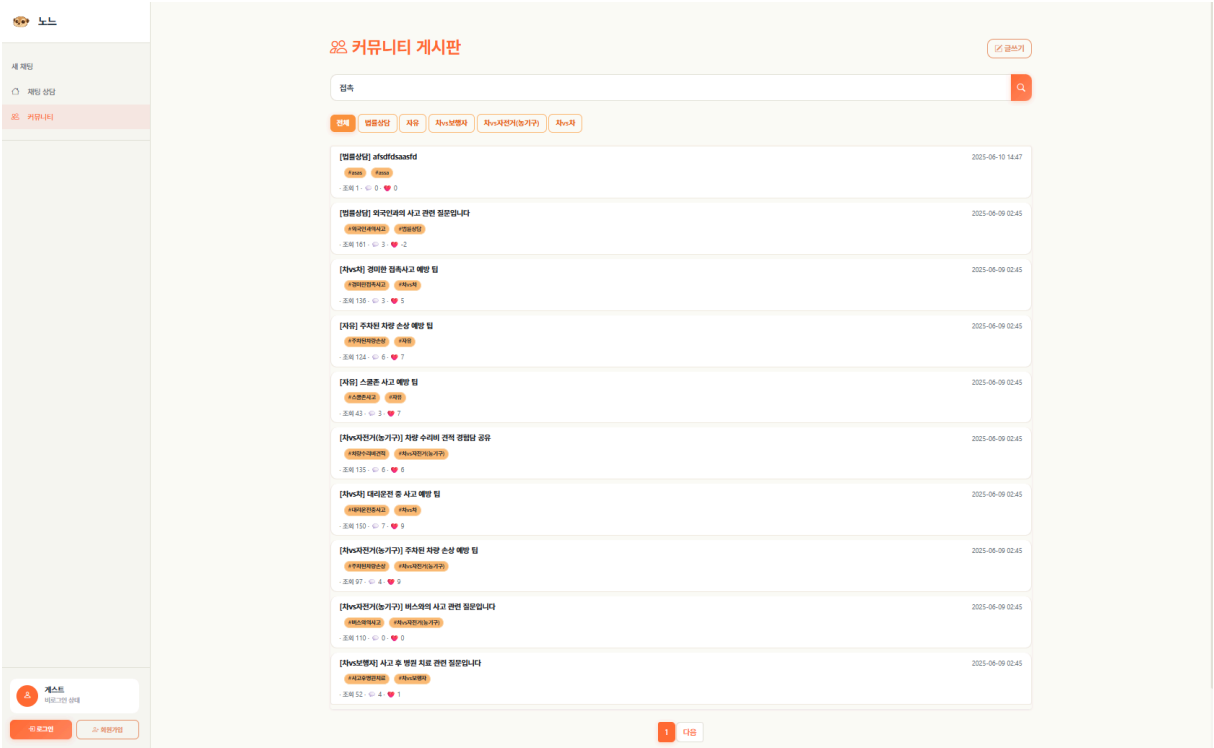 노느
새 채팅
채팅 상담
커뮤니티
커뮤니티 게시판
글쓰기
접촉
전체 법률상담 자유 차vs보행자 차vs자전거(농기구) 차vs차
[법률상담] afsdfdsaasfd 2025-06-10 14:47
#asas #assa
· 조회 1 · 0 · 0
[법률상담] 외국인과의 사고 관련 질문입니다 2025-06-09 02:45
#외국인과의사고 #법률상담
· 조회 161 · 3 · -2
[차vs차] 경미한 접촉사고 예방 팁 2025-06-09 02:45
#경미한접촉사고 #차vs차
· 조회 136 · 3 · 5
[자유] 주차된 차량 손상 예방 팁 2025-06-09 02:45
#주차된차량손상 #자유
· 조회 124 · 6 · 7
[자유] 스쿨존 사고 예방 팁 2025-06-09 02:45
#스쿨존사고 #자유
· 조회 43 · 3 · 7
[차vs자전거(농기구)] 차량 수리비 견적 경험담 공유 2025-06-09 02:45
#차량수리비견적 #차vs자전거(농기구)
· 조회 135 · 6 · 6
[차vs차] 대리운전 중 사고 예방 팁 2025-06-09 02:45
#대리운전중사고 #차vs차
· 조회 150 · 7 · 9
[차vs자전거(농기구)] 주차된 차량 손상 예방 팁 2025-06-09 02:45
#주차된차량손상 #차vs자전거(농기구)
· 조회 97 · 4 · 9
[차vs자전거(농기구)] 버스와의 사고 관련 질문입니다 2025-06-09 02:45
#버스와의사고 #차vs자전거(농기구)
· 조회 110 · 0 · 0
[차vs보행자] 사고 후 병원 치료 관련 질문입니다 2025-06-09 02:45
#사고후병원치료 #차vs보행자
· 조회 52 · 4 · 1
게스트
비로그인 상태
로그인 회원가입
1 다음